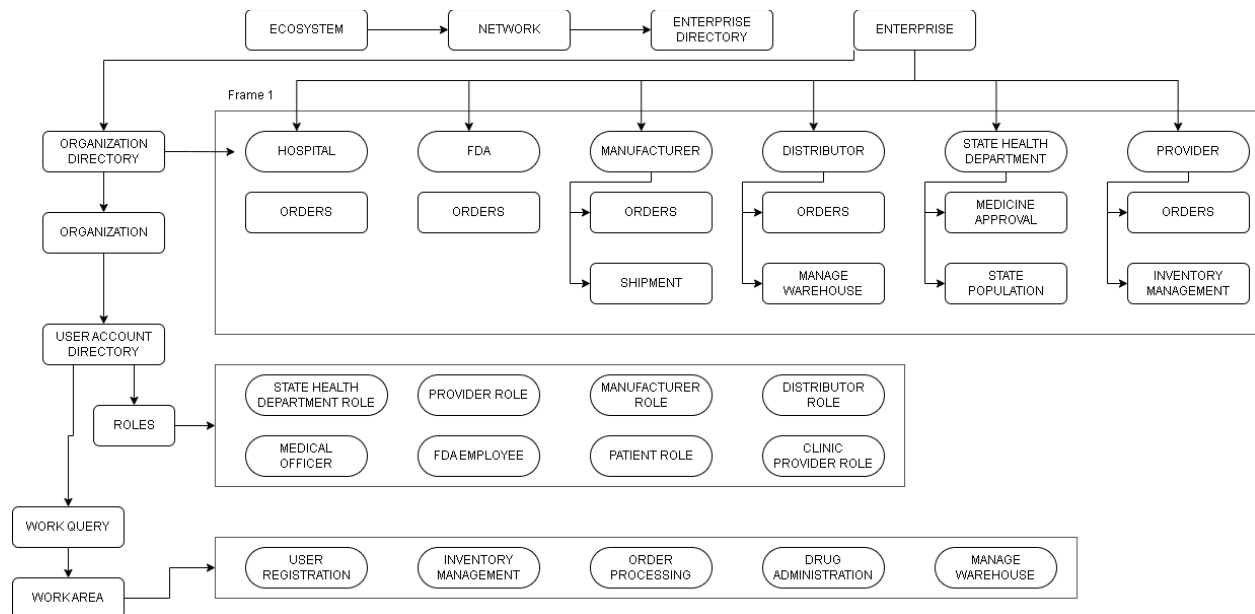 ECOSYSTEM
NETWORK
ENTERPRISE
DIRECTORY
ENTERPRISE
Frame 1
ORGANIZATION
DIRECTORY
HOSPITAL
FDA
MANUFACTURER
DISTRIBUTOR
STATE HEALTH
DEPARTMENT
PROVIDER
ORDERS
ORDERS
ORDERS
ORDERS
MEDICINE
APPROVAL
ORDERS
ORGANIZATION
SHIPMENT
MANAGE
WAREHOUSE
STATE
POPULATION
INVENTORY
MANAGEMENT
USER ACCOUNT
DIRECTORY
STATE HEALTH
DEPARTMENT ROLE
PROVIDER ROLE
MANUFACTURER
ROLE
DISTRIBUTOR
ROLE
ROLES
MEDICAL
OFFICER
FDA EMPLOYEE
PATIENT ROLE
CLINIC
PROVIDER ROLE
WORK QUERY
USER
REGISTRATION
INVENTORY
MANAGEMENT
ORDER
PROCESSING
DRUG
ADMINISTRATION
MANAGE
WAREHOUSE
WORK AREA